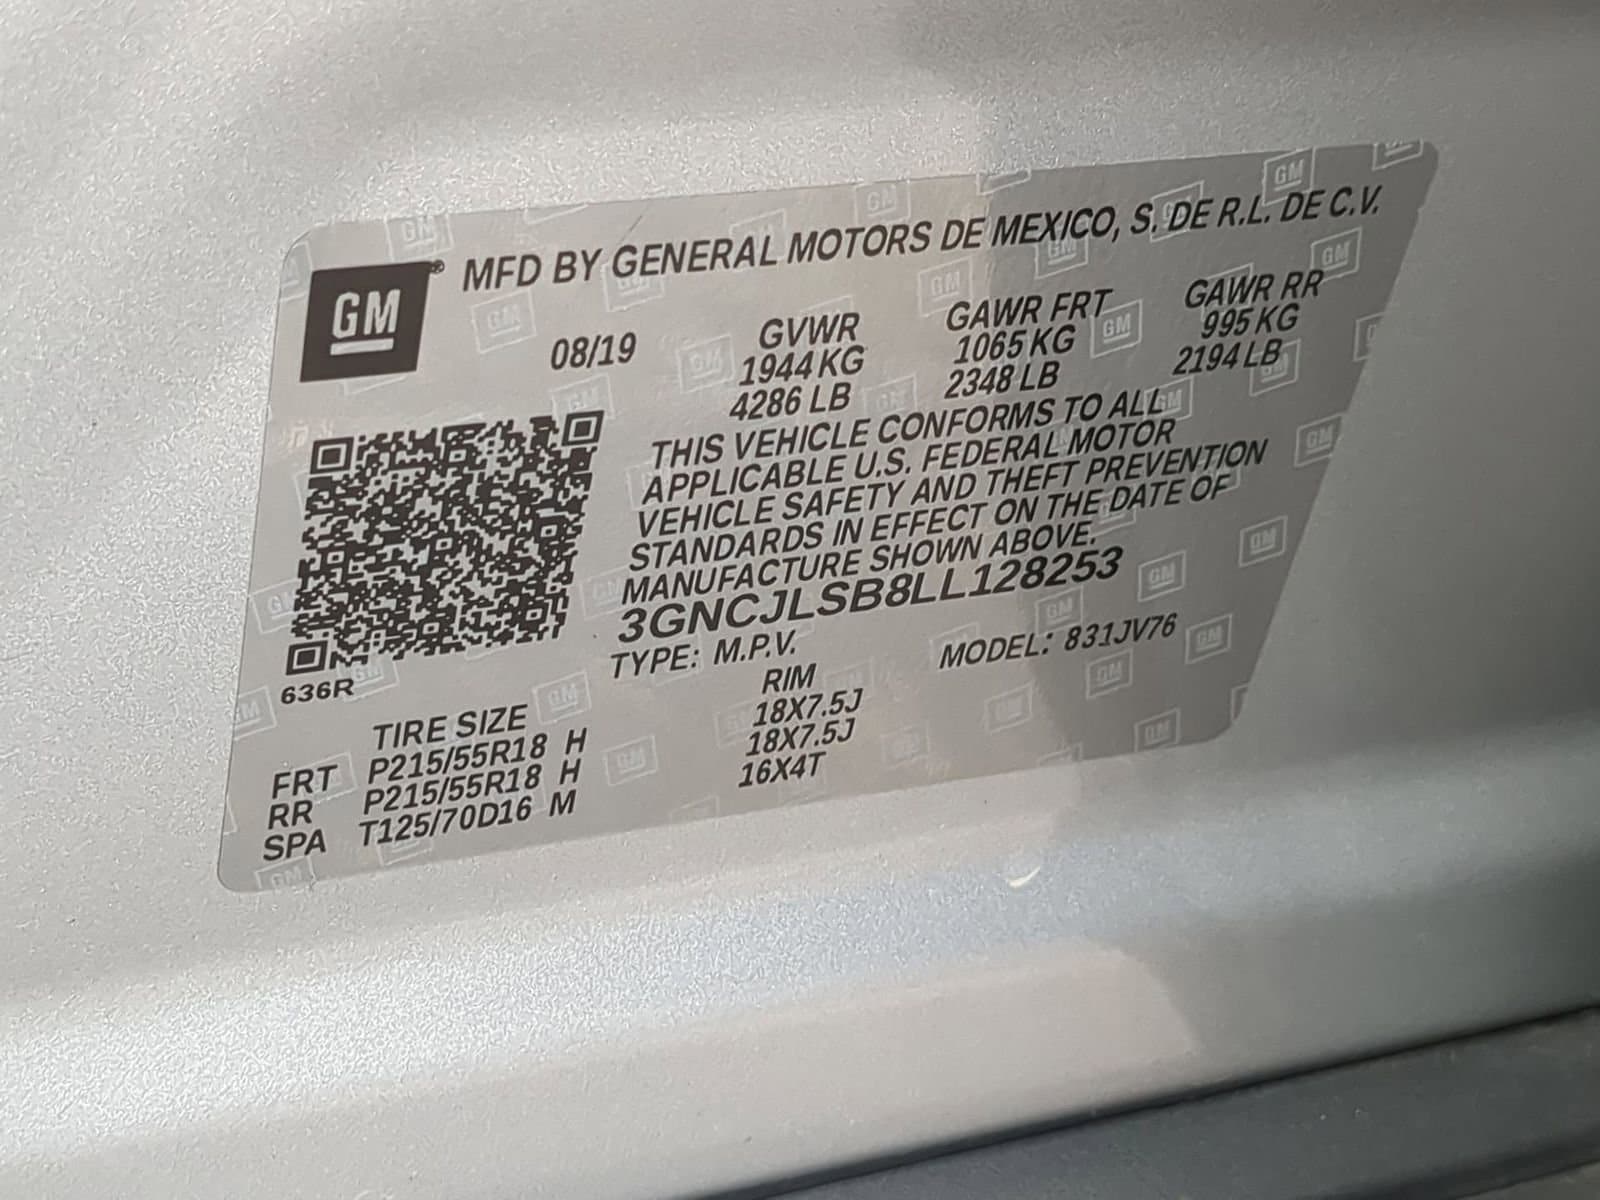 GM ® MFD BY GENERAL MOTORS DE MEXICO, S. DE R.L. DE C.V.
08/19 GVWR GAWR FRT GAWR RR
1944 KG 1065 KG 995 KG
4286 LB 2348 LB 2194 LB
THIS VEHICLE CONFORMS TO ALL
APPLICABLE U.S. FEDERAL MOTOR
VEHICLE SAFETY AND THEFT PREVENTION
STANDARDS IN EFFECT ON THE DATE OF
MANUFACTURE SHOWN ABOVE.
3GNCJLSB8LL128253
TYPE: M.P.V. MODEL: 831JV76
636R
TIRE SIZE RIM
FRT P215/55R18 H 18X7.5J
RR P215/55R18 H 18X7.5J
SPA T125/70D16 M 16X4T